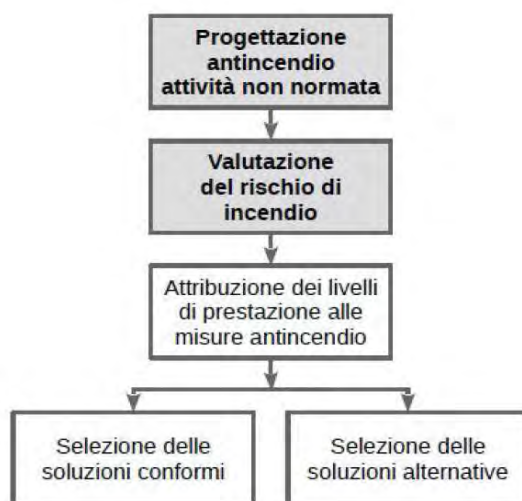 Progettazione
antincendio
attività non normata
Valutazione
del rischio di
incendio
Attribuzione dei livelli
di prestazione alle
misure antincendio
Selezione delle
soluzioni conformi
Selezione delle
soluzioni alternative